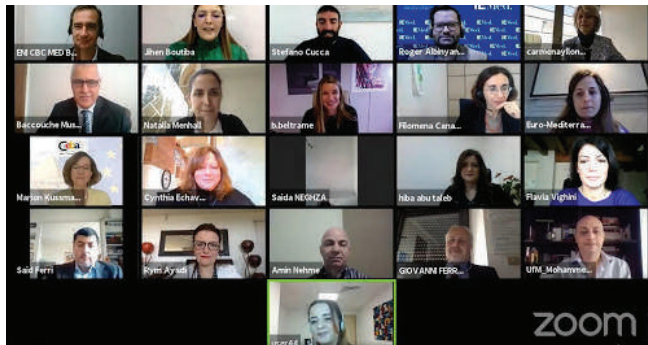 ENI CBC MED B...
Jihen Boutiba
Stefano Cucca
Roger Albinyan...
carmenayllon...
Baccouche Mus...
Natalia Menhall
b.beltrame
Filomena Cana...
Euro-Mediterra...
Marion Kussma...
Cynthia Echav...
Saida NEGHZA
hiba abu taleb
Flavia Vighini
Said Ferri
Rym Ayadi
Amin Nehme
GIOVANNI FERR...
UfM_Mohamme...
zoom